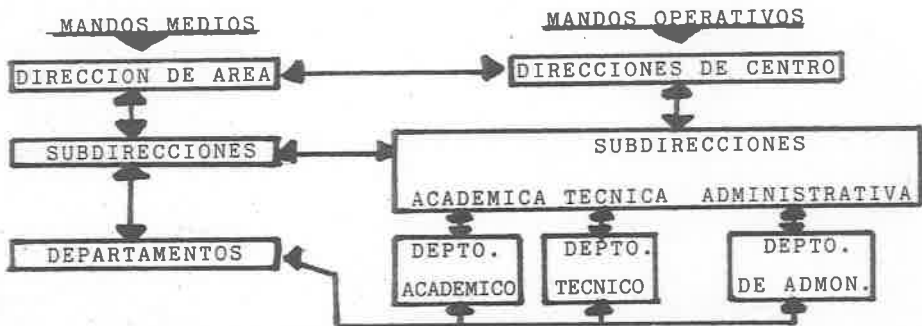 MANDOS MEDIOS
MANDOS OPERATIVOS
DIRECCION DE AREA
DIRECCIONES DE CENTRO
SUBDIRECCIONES
SUBDIRECCIONES
ACADEMICA TECNICA ADMINISTRATIVA
DEPARTAMENTOS
DEPTO.
ACADEMICO
DEPTO.
TECNICO
DEPTO.
DE ADMON.